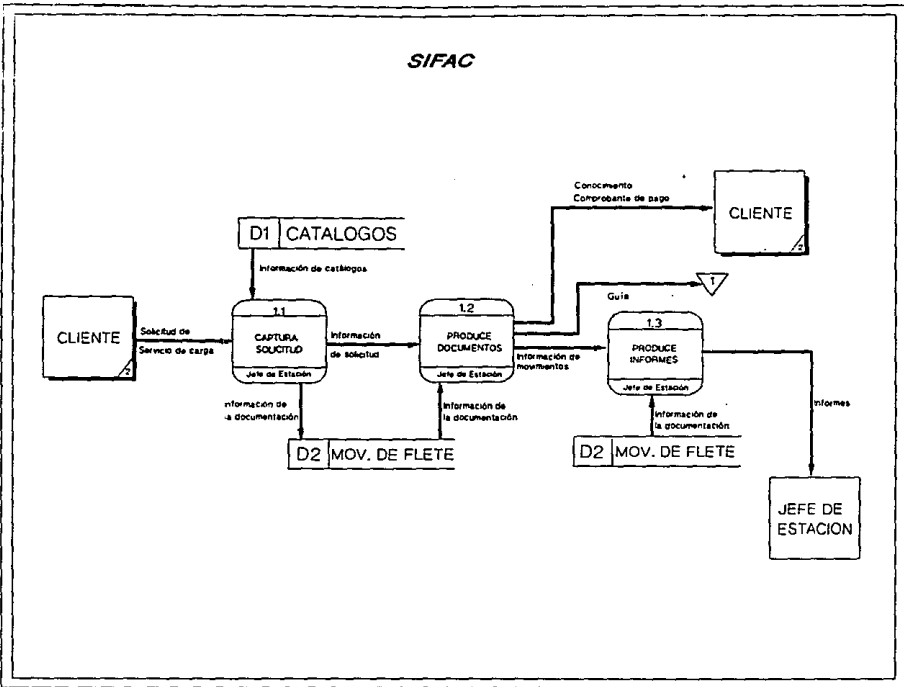 SIFAC
Conocimiento
Comprobante de pago
CLIENTE
2
D1 CATALOGOS
Información de catálogos
1
Guía
CLIENTE
2
Solicitud de
Servicio de carga
1.1
CAPTURA
SOLICITUD
Jefe de Estación
Información
de solicitud
1.2
PRODUCE
DOCUMENTOS
Jefe de Estación
Información de
movimientos
1.3
PRODUCE
INFORMES
Jefe de Estación
Informes
Información de
la documentación
Información de
la documentación
Información de
la documentación
D2 MOV. DE FLETE
D2 MOV. DE FLETE
JEFE DE
ESTACION